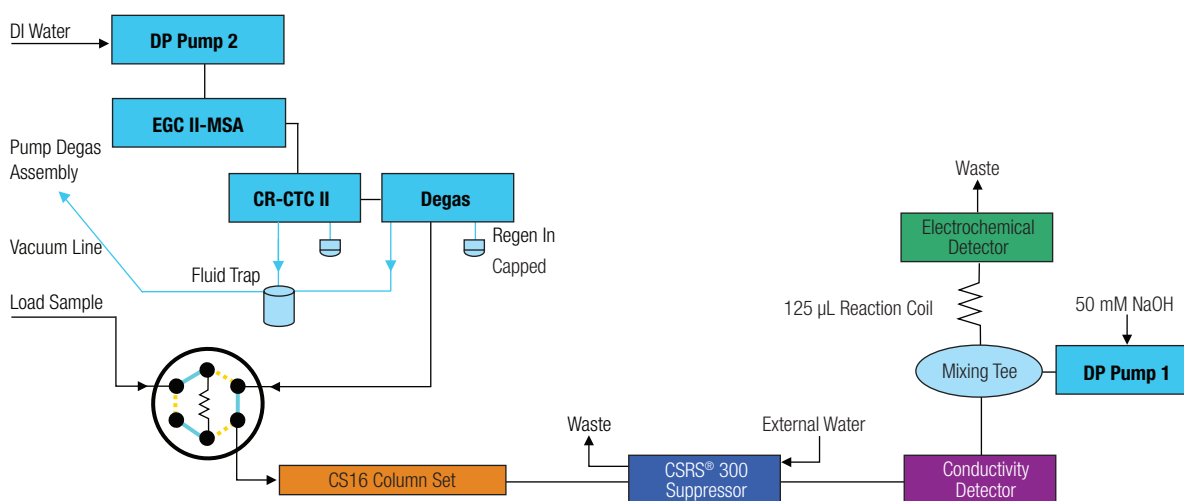 DI Water
DP Pump 2
EGC II-MSA
Pump Degas
Assembly
CR-CTC II
Degas
Vacuum Line
Regen In
Capped
Fluid Trap
Load Sample
Waste
Electrochemical
Detector
125 µL Reaction Coil
50 mM NaOH
Mixing Tee
DP Pump 1
Waste
External Water
CS16 Column Set
CSRS® 300
Suppressor
Conductivity
Detector